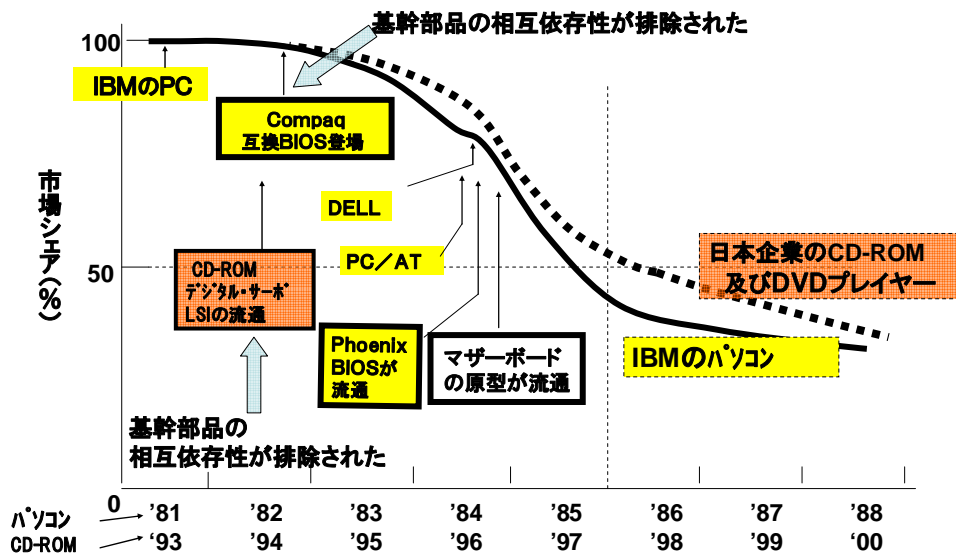 基幹部品の相互依存性が排除された
100
IBMのPC
Compaq
互換BIOS登場
市場シェア(%)
DELL
PC／AT
50
CD-ROM
ﾃﾞｼﾞﾀﾙ・ｻｰﾎﾞ
LSIの流通
日本企業のCD-ROM
及びDVDプレイヤー
Phoenix
BIOSが
流通
マザーボード
の原型が流通
IBMのﾊﾟｿｺﾝ
基幹部品の
相互依存性が排除された
0
ﾊﾟｿｺﾝ ’81 ’82 ’83 ’84 ’85 ’86 ’87 ’88
CD-ROM ’93 ’94 ’95 ’96 ’97 ’98 ’99 ‘00